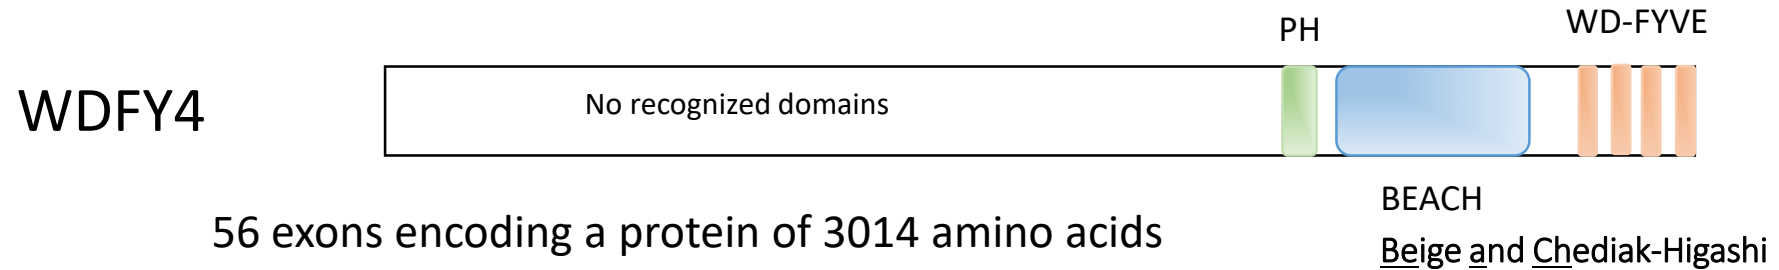 PH
WD-FYVE
WDFY4
No recognized domains
BEACH
56 exons encoding a protein of 3014 amino acids
Beige and Chediak-Higashi